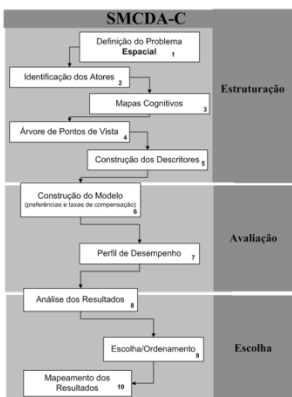 SMCDA-C
Definição do Problema
Espacial 1
Identificação dos Atores
2
Mapas Cognitivos
3
Estruturação
Árvore de Pontos de Vista
4
Construção dos Descritores
5
Construção do Modelo
(preferências e taxas de compensação)
6
Avaliação
Perfil de Desempenho
7
Análise dos Resultados
8
Escolha/Ordenamento
9
Escolha
Mapeamento dos
Resultados 10